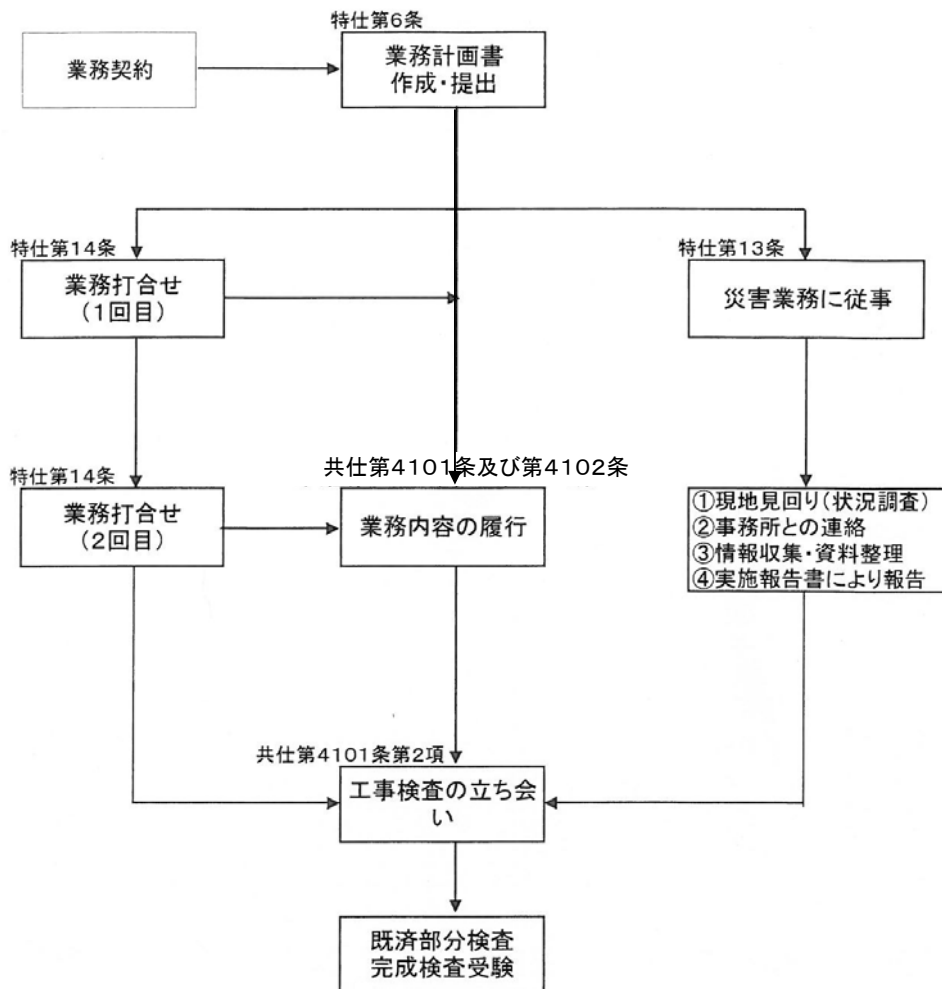 特仕第6条
業務契約
業務計画書
作成・提出
特仕第14条
業務打合せ
(1回目)
特仕第13条
災害業務に従事
特仕第14条
業務打合せ
(2回目)
共仕第4101条及び第4102条
業務内容の履行
①現地見回り(状況調査)
②事務所との連絡
③情報収集・資料整理
④実施報告書により報告
共仕第4101条第2項
工事検査の立ち会
い
既済部分検査
完成検査受験